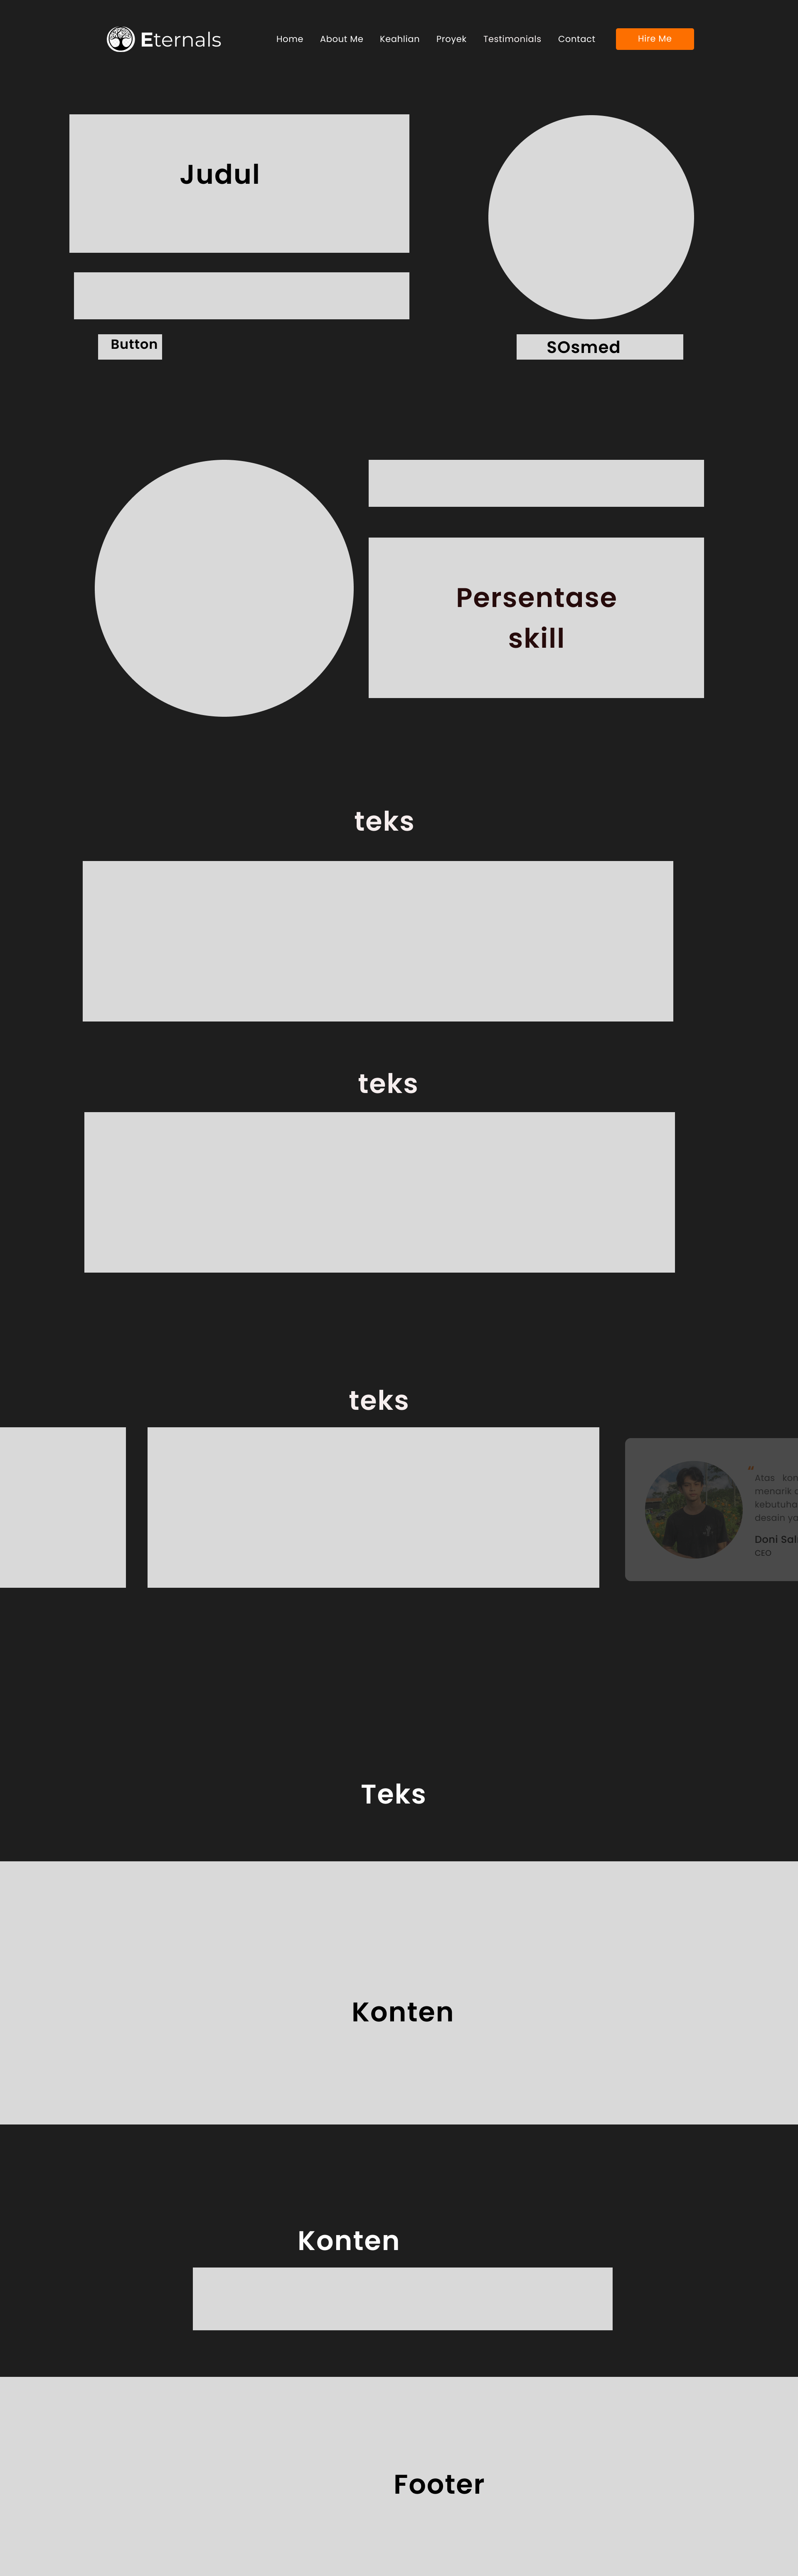 Eternals
Home About Me Keahlian Proyek Testimonials Contact Hire Me
Judul
Button
SOsmed
Persentase
skill
teks
teks
teks
“
Atas kon
menarik
kebutuha
desain ya
Doni Sal
CEO
Teks
Konten
Konten
Footer